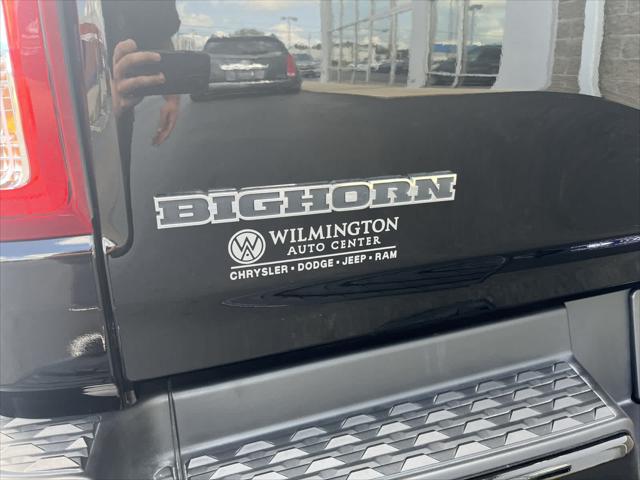 BIGHORN
WILMINGTON
AUTO CENTER
CHRYSLER • DODGE • JEEP • RAM